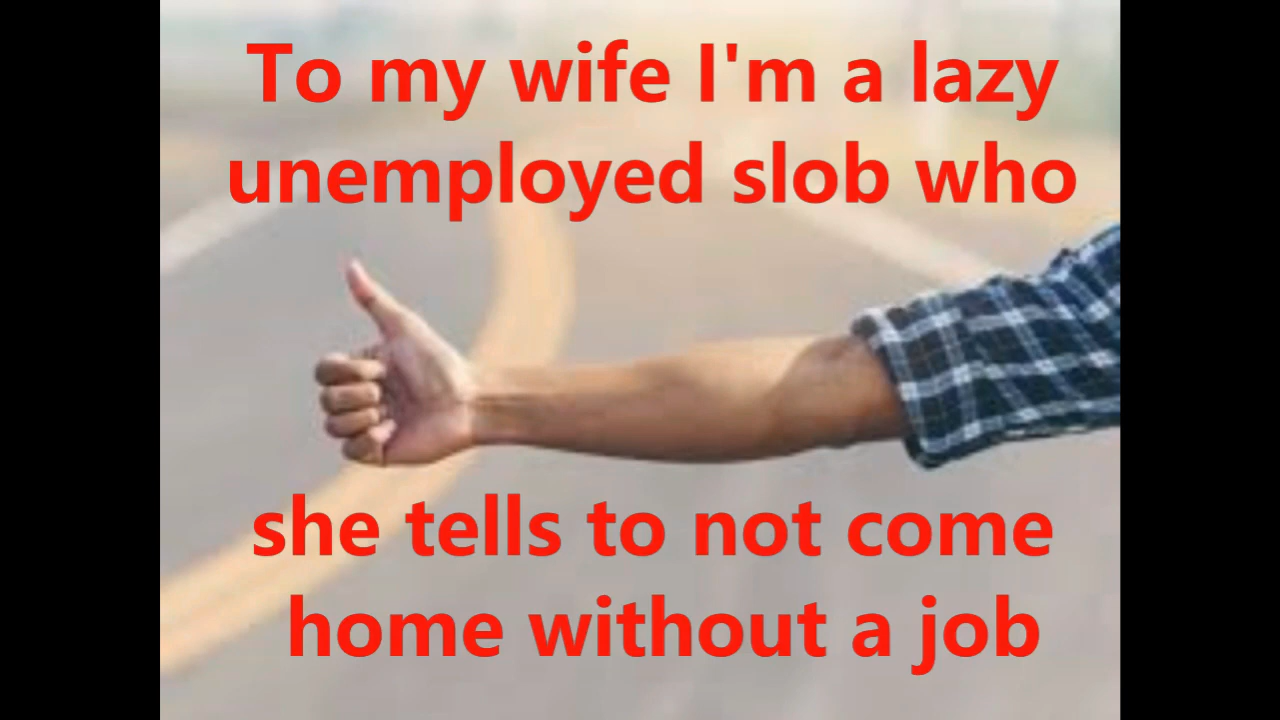 To my wife I'm a lazy
unemployed slob who
she tells to not come
home without a job